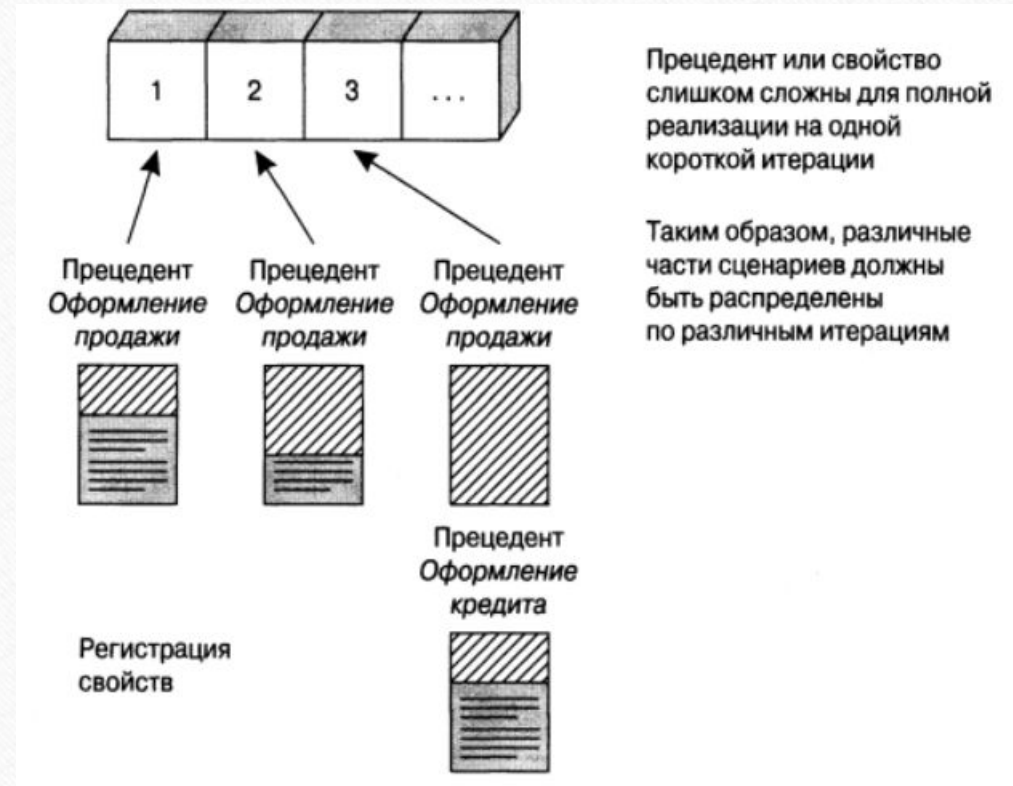 1
2
3
...
Прецедент или свойство
слишком сложны для полной
реализации на одной
короткой итерации
Таким образом, различные
части сценариев должны
быть распределены
по различным итерациям
Прецедент
Оформление
продажи
Прецедент
Оформление
продажи
Прецедент
Оформление
продажи
Прецедент
Оформление
кредита
Регистрация
свойств